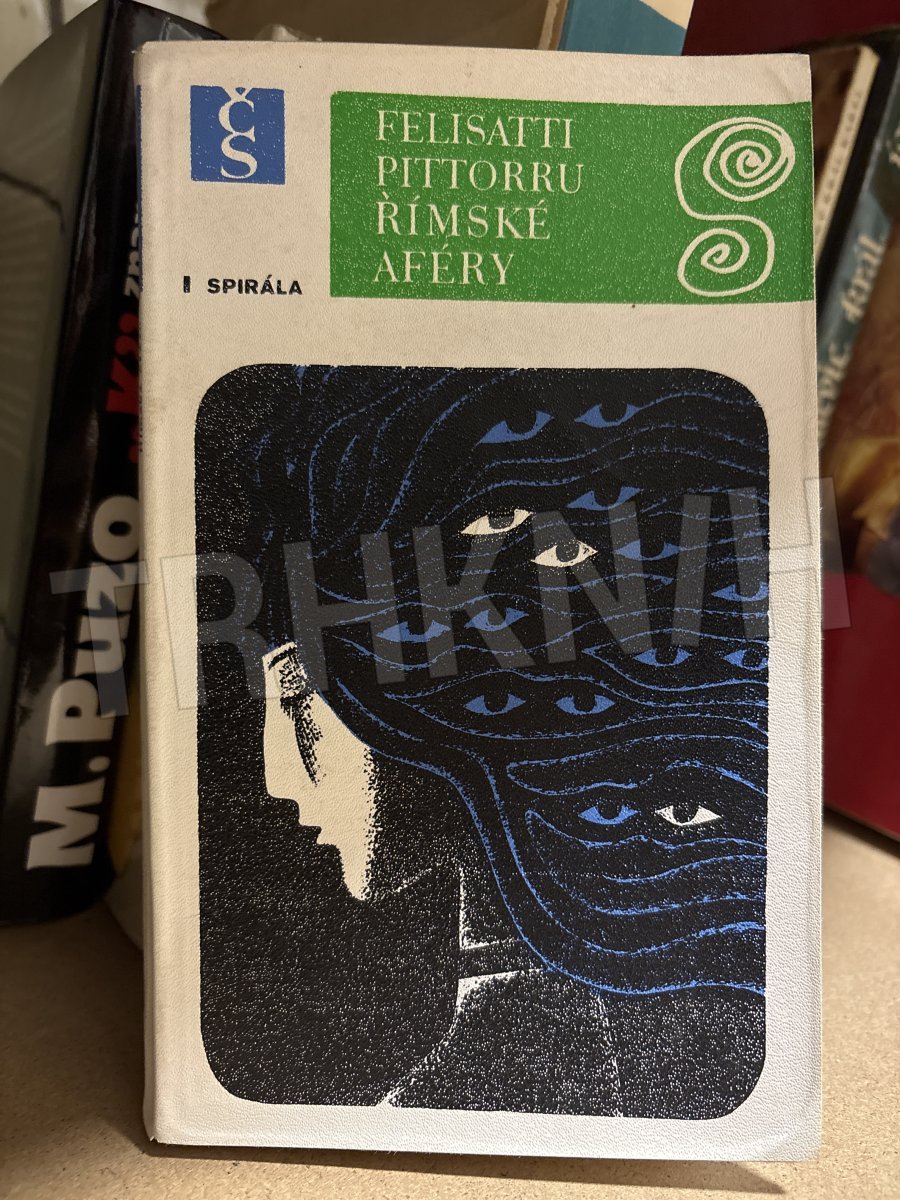 ČS
FELISATTI
PITTORRU
ŘÍMSKÉ
AFÉRY
SPIRÁLA
M. PUZO
TRHKNIH